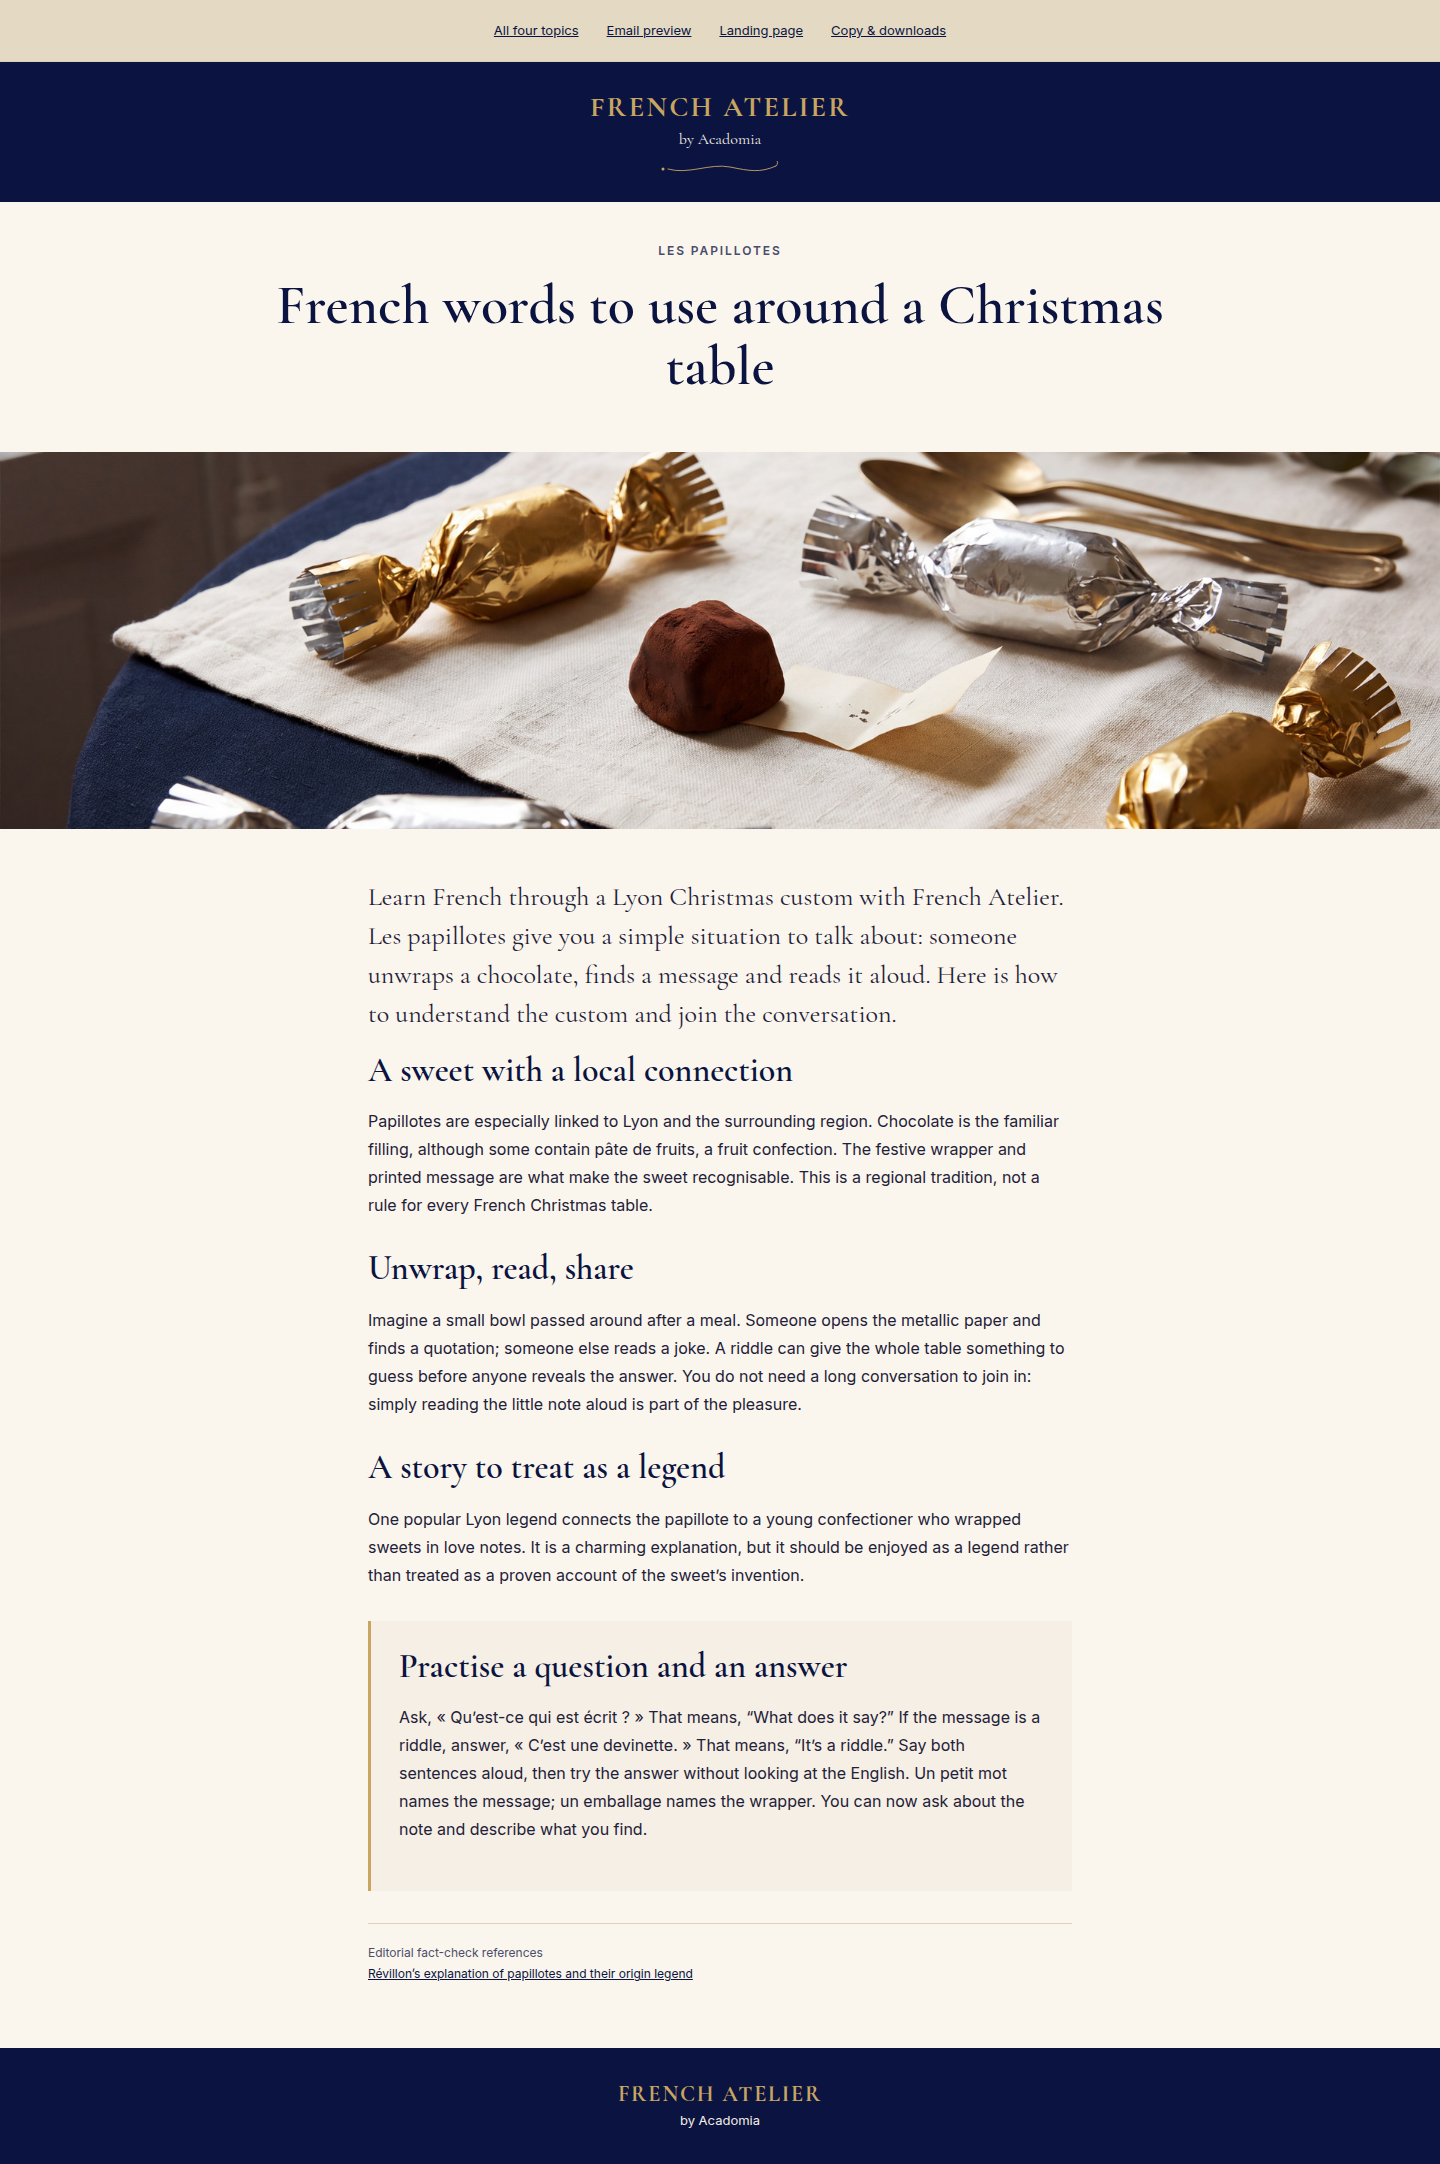 All four topics Email preview Landing page Copy & downloads
FRENCH ATELIER
by Acadomia
LES PAPILLOTES
French words to use around a Christmas
table
Learn French through a Lyon Christmas custom with French Atelier.
Les papillotes give you a simple situation to talk about: someone
unwraps a chocolate, finds a message and reads it aloud. Here is how
to understand the custom and join the conversation.
A sweet with a local connection
Papillotes are especially linked to Lyon and the surrounding region. Chocolate is the familiar
filling, although some contain pâte de fruits, a fruit confection. The festive wrapper and
printed message are what make the sweet recognisable. This is a regional tradition, not a
rule for every French Christmas table.
Unwrap, read, share
Imagine a small bowl passed around after a meal. Someone opens the metallic paper and
finds a quotation; someone else reads a joke. A riddle can give the whole table something to
guess before anyone reveals the answer. You do not need a long conversation to join in:
simply reading the little note aloud is part of the pleasure.
A story to treat as a legend
One popular Lyon legend connects the papillote to a young confectioner who wrapped
sweets in love notes. It is a charming explanation, but it should be enjoyed as a legend rather
than treated as a proven account of the sweet’s invention.
Practise a question and an answer
Ask, « Qu’est-ce qui est écrit ? » That means, “What does it say?” If the message is a
riddle, answer, « C’est une devinette. » That means, “It’s a riddle.” Say both
sentences aloud, then try the answer without looking at the English. Un petit mot
names the message; un emballage names the wrapper. You can now ask about the
note and describe what you find.
Editorial fact-check references
Révillon’s explanation of papillotes and their origin legend
FRENCH ATELIER
by Acadomia